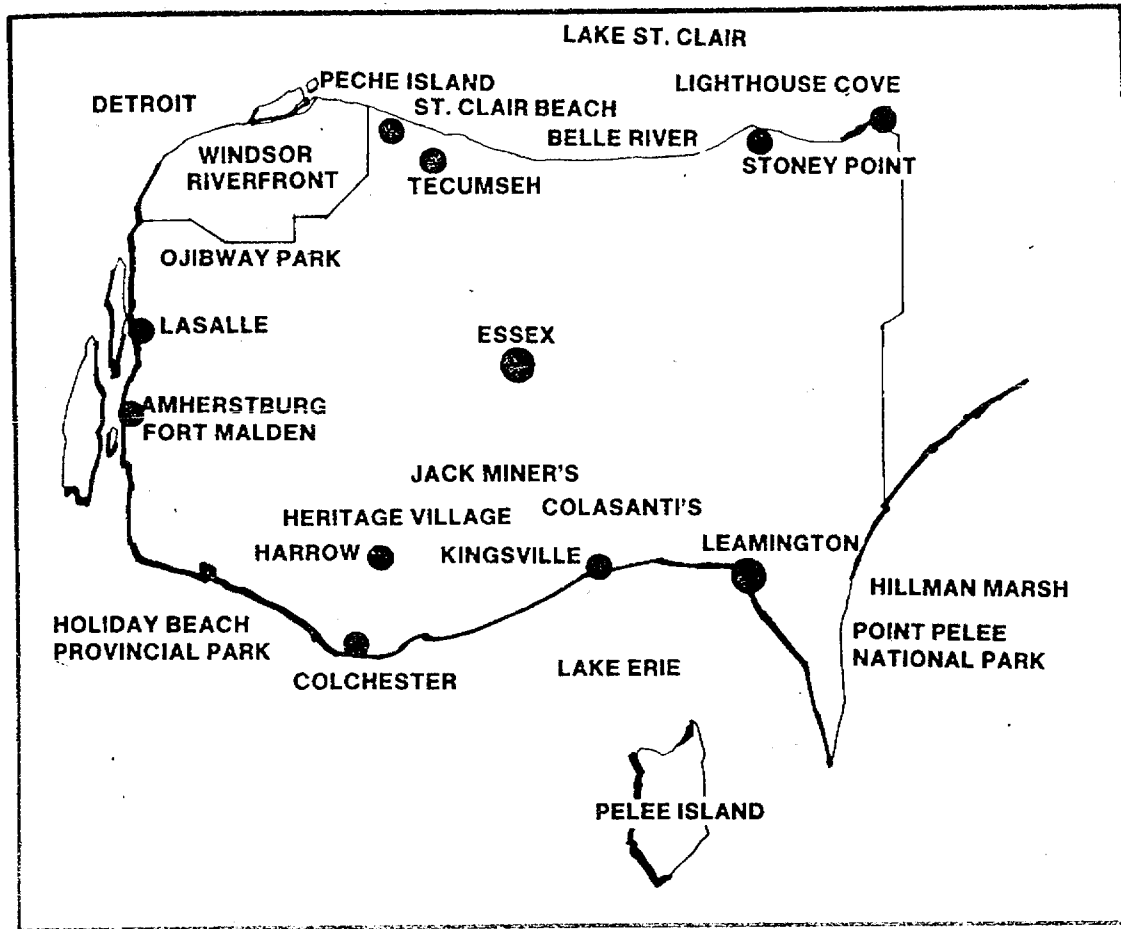 LAKE ST. CLAIR
PECHE ISLAND
LIGHTHOUSE COVE
DETROIT
ST. CLAIR BEACH
BELLE RIVER
WINDSOR
RIVERFRONT
STONEY POINT
TECUMSEH
OJIBWAY PARK
LASALLE
ESSEX
AMHERSTBURG
FORT MALDEN
JACK MINER'S
COLASANTI'S
HERITAGE VILLAGE
HARROW
KINGSVILLE
LEAMINGTON
HILLMAN MARSH
HOLIDAY BEACH
PROVINCIAL PARK
POINT PELEE
NATIONAL PARK
LAKE ERIE
COLCHESTER
PELEE ISLAND